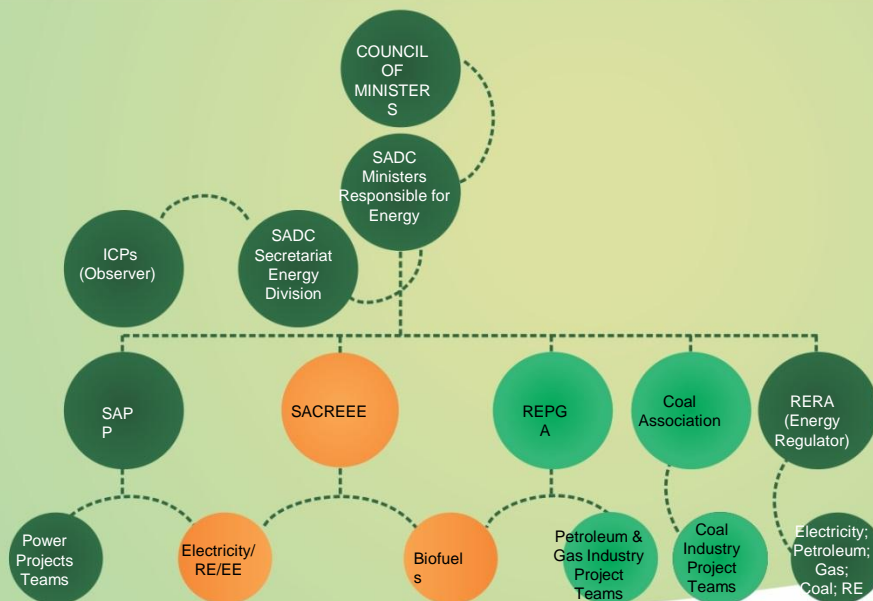 COUNCIL
OF
MINISTER
S
SADC
Ministers
Responsible for
Energy
ICPs
(Observer)
SADC
Secretariat
Energy
Division
SAP
P
SACREEE
REPG
A
Coal
Association
RERA
(Energy
Regulator)
Power
Projects
Teams
Electricity/
RE/EE
Biofuel
s
Petroleum &
Gas Industry
Project
Teams
Coal
Industry
Project
Teams
Electricity;
Petroleum;
Gas;
Coal; RE